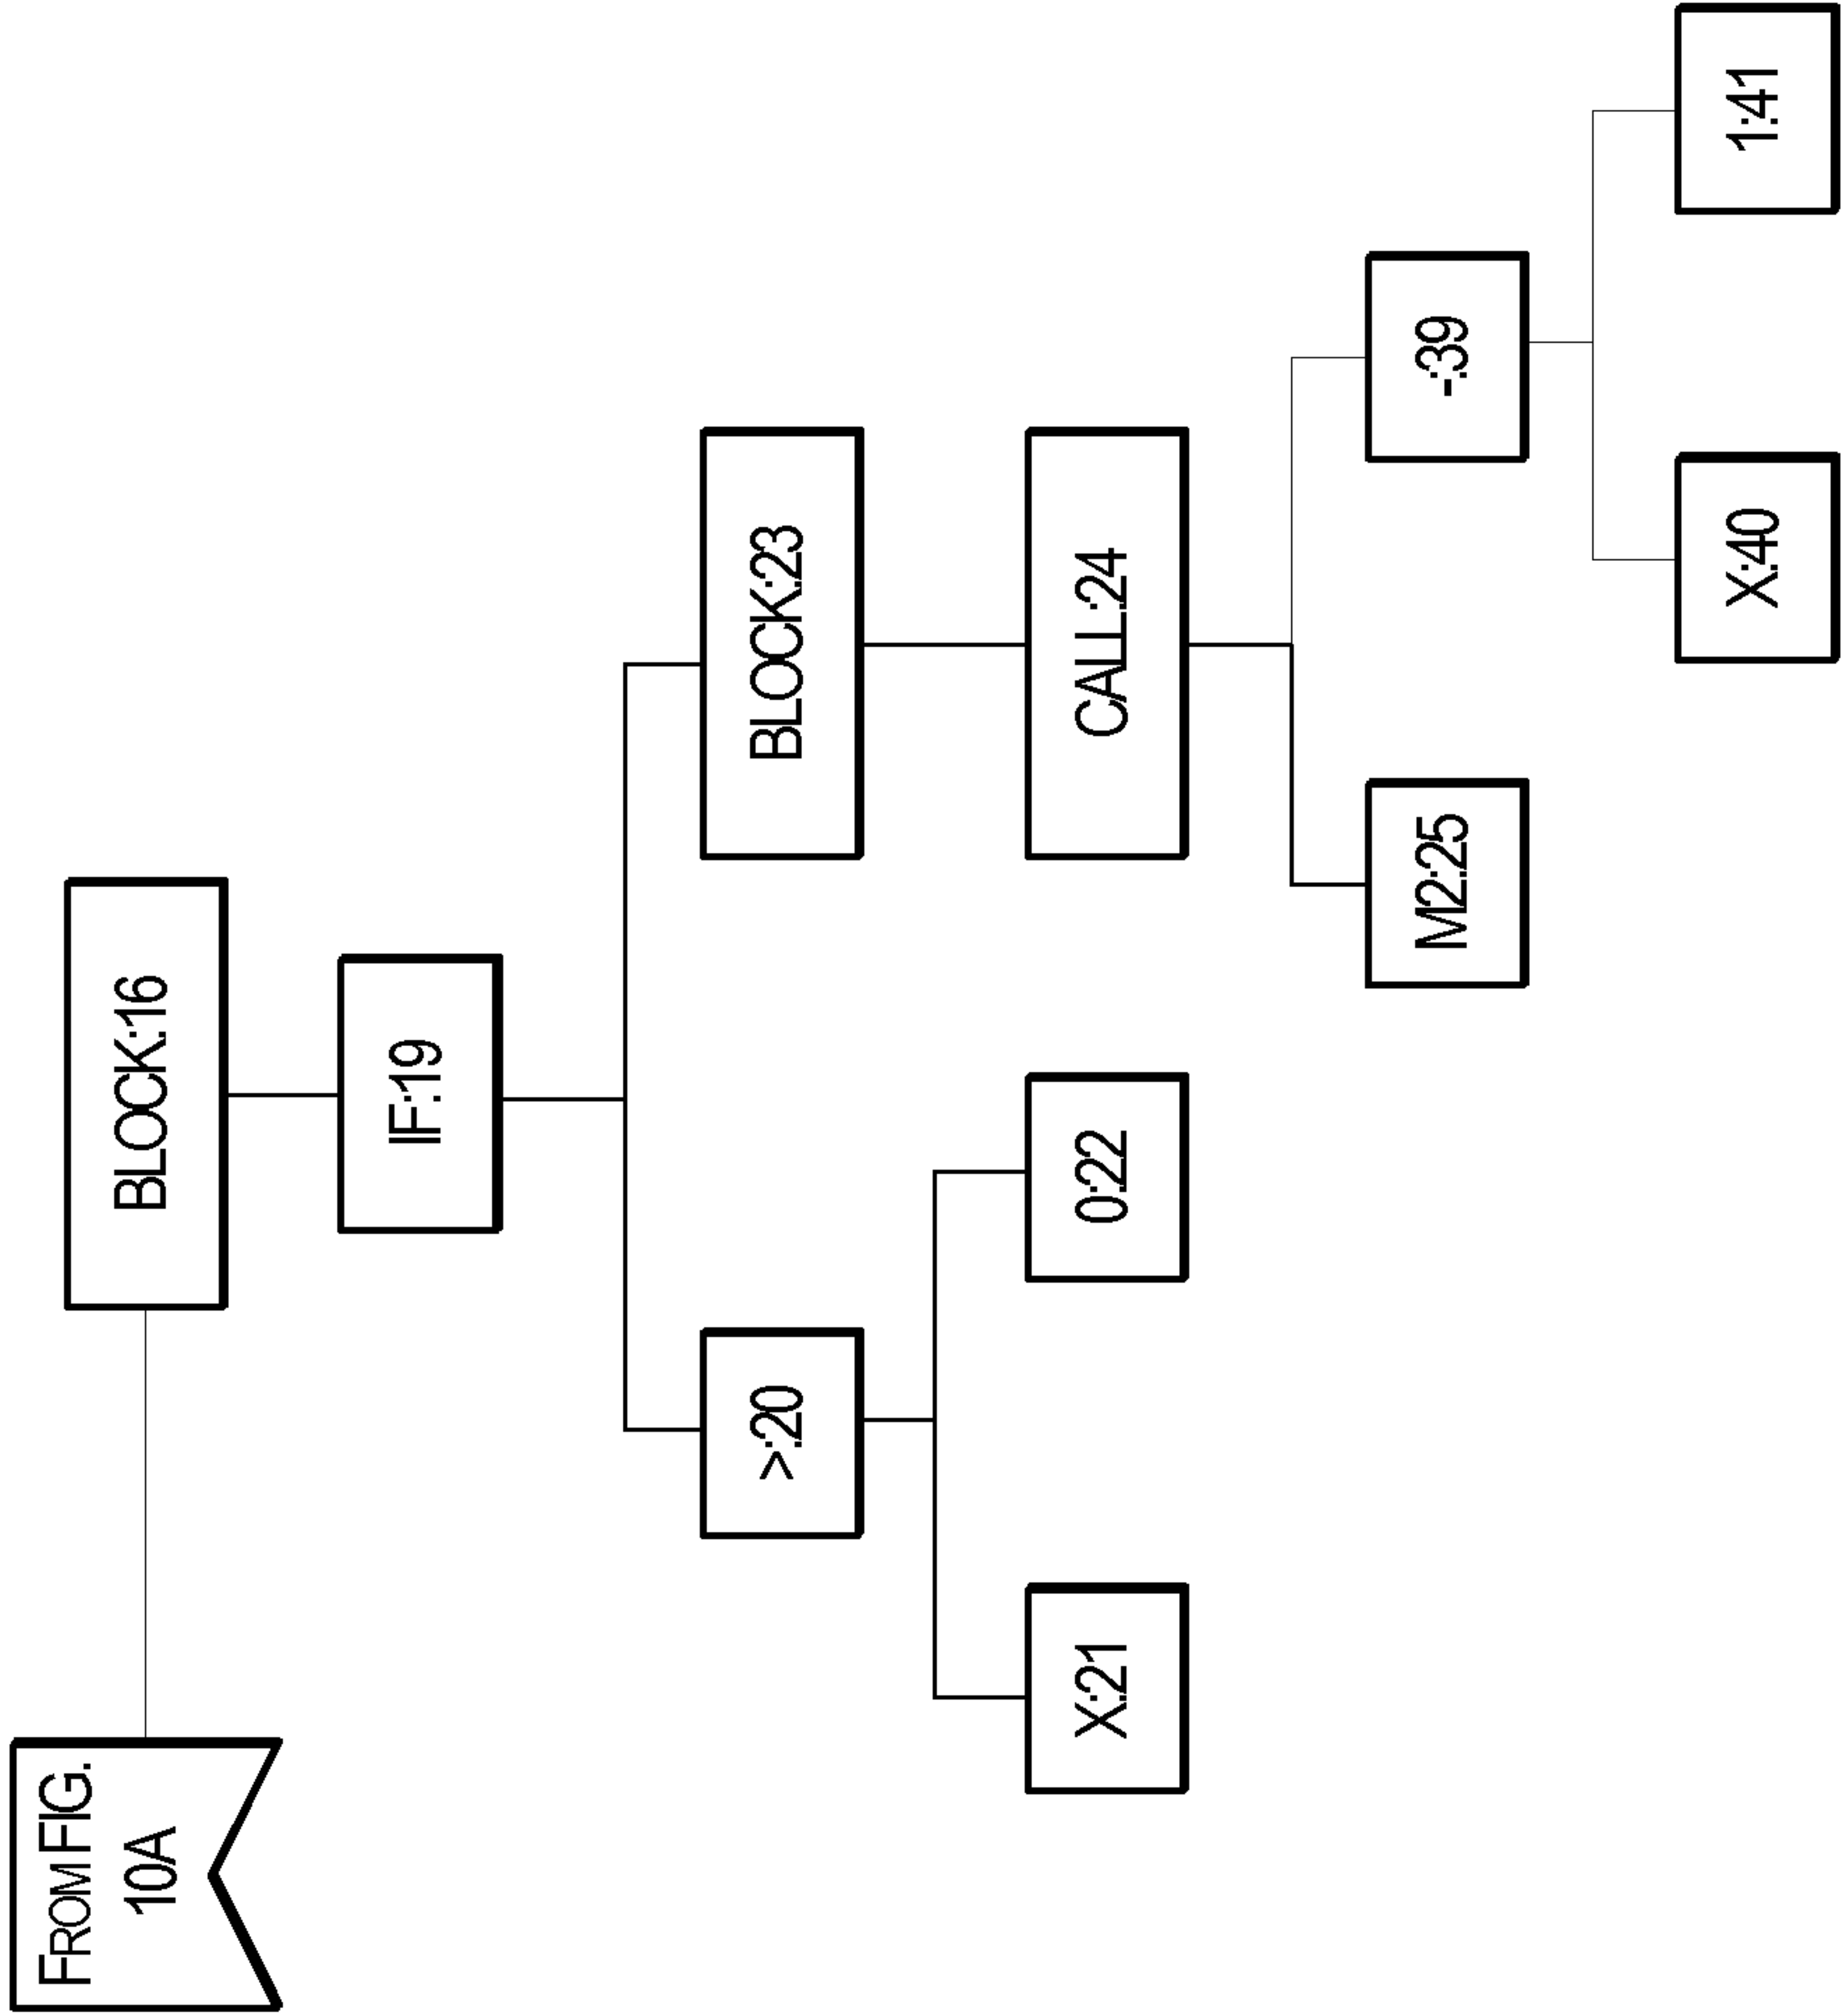 FROM FIG.
10A
BLOCK:16
IF:19
>:20
BLOCK:23
X:21
0:22
CALL:24
M2:25
-:39
X:40
1:41